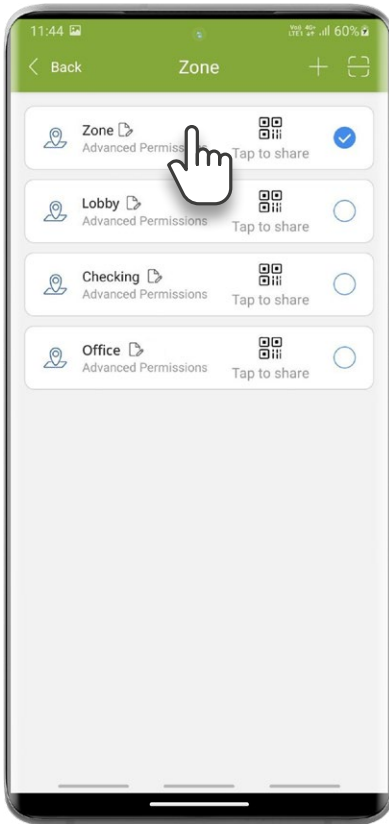 11:44 60%
Back Zone
Zone
Advanced Permissions Tap to share
Lobby
Advanced Permissions Tap to share
Checking
Advanced Permissions Tap to share
Office
Advanced Permissions Tap to share